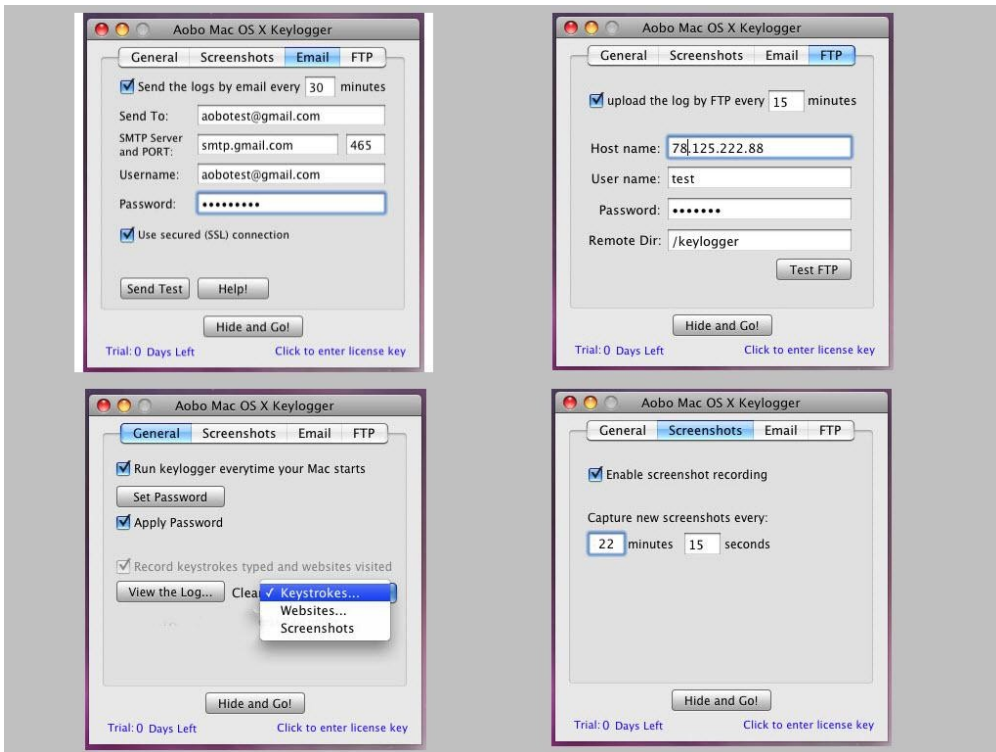 Aobo Mac OS X Keylogger
General Screenshots Email FTP
Send the logs by email every 30 minutes
Send To: aobotest@gmail.com
SMTP Server and PORT: smtp.gmail.com 465
Username: aobotest@gmail.com
Password: •••••••••
Use secured (SSL) connection
Send Test Help!
Hide and Go!
Trial: 0 Days Left Click to enter license key
Aobo Mac OS X Keylogger
General Screenshots Email FTP
upload the log by FTP every 15 minutes
Host name: 78.125.222.88
User name: test
Password: •••••••
Remote Dir: /keylogger
Test FTP
Hide and Go!
Trial: 0 Days Left Click to enter license key
Aobo Mac OS X Keylogger
General Screenshots Email FTP
Run keylogger everytime your Mac starts
Set Password
Apply Password
Record keystrokes typed and websites visited
View the Log... Clea ✓ Keystrokes...
Websites...
Screenshots
Hide and Go!
Trial: 0 Days Left Click to enter license key
Aobo Mac OS X Keylogger
General Screenshots Email FTP
Enable screenshot recording
Capture new screenshots every:
22 minutes 15 seconds
Hide and Go!
Trial: 0 Days Left Click to enter license key